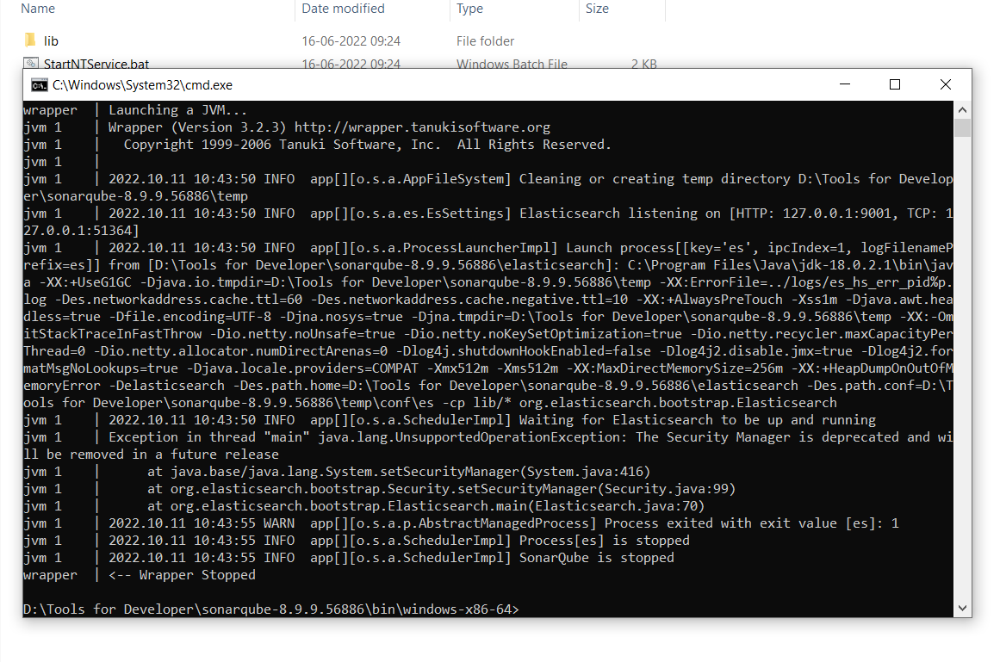 Name Date modified Type Size
lib 16-06-2022 09:24 File folder
StartNTService.bat 16-06-2022 09:24 Windows Batch File 2 KB
C:\Windows\System32\cmd.exe
wrapper  | Launching a JVM...
jvm 1    | Wrapper (Version 3.2.3) http://wrapper.tanukisoftware.org
jvm 1    |   Copyright 1999-2006 Tanuki Software, Inc.  All Rights Reserved.
jvm 1    |
jvm 1    | 2022.10.11 10:43:50 INFO  app[][o.s.a.AppFileSystem] Cleaning or creating temp directory D:\Tools for Develop
er\sonarqube-8.9.9.56886\temp
jvm 1    | 2022.10.11 10:43:50 INFO  app[][o.s.a.es.EsSettings] Elasticsearch listening on [HTTP: 127.0.0.1:9001, TCP: 1
27.0.0.1:51364]
jvm 1    | 2022.10.11 10:43:50 INFO  app[][o.s.a.ProcessLauncherImpl] Launch process[[key='es', ipcIndex=1, logFilenameP
refix=es]] from [D:\Tools for Developer\sonarqube-8.9.9.56886\elasticsearch]: C:\Program Files\Java\jdk-18.0.2.1\bin\jav
a -XX:+UseG1GC -Djava.io.tmpdir=D:\Tools for Developer\sonarqube-8.9.9.56886\temp -XX:ErrorFile=../logs/es_hs_err_pid%p.
log -Des.networkaddress.cache.ttl=60 -Des.networkaddress.cache.negative.ttl=10 -XX:+AlwaysPreTouch -Xss1m -Djava.awt.hea
dless=true -Dfile.encoding=UTF-8 -Djna.nosys=true -Djna.tmpdir=D:\Tools for Developer\sonarqube-8.9.9.56886\temp -XX:-Om
itStackTraceInFastThrow -Dio.netty.noUnsafe=true -Dio.netty.noKeySetOptimization=true -Dio.netty.recycler.maxCapacityPer
Thread=0 -Dio.netty.allocator.numDirectArenas=0 -Dlog4j.shutdownHookEnabled=false -Dlog4j2.disable.jmx=true -Dlog4j2.for
matMsgNoLookups=true -Djava.locale.providers=COMPAT -Xmx512m -Xms512m -XX:MaxDirectMemorySize=256m -XX:+HeapDumpOnOutOfM
emoryError -Delasticsearch -Des.path.home=D:\Tools for Developer\sonarqube-8.9.9.56886\elasticsearch -Des.path.conf=D:\T
ools for Developer\sonarqube-8.9.9.56886\temp\conf\es -cp lib/* org.elasticsearch.bootstrap.Elasticsearch
jvm 1    | 2022.10.11 10:43:50 INFO  app[][o.s.a.SchedulerImpl] Waiting for Elasticsearch to be up and running
jvm 1    | Exception in thread "main" java.lang.UnsupportedOperationException: The Security Manager is deprecated and wi
ll be removed in a future release
jvm 1    |      at java.base/java.lang.System.setSecurityManager(System.java:416)
jvm 1    |      at org.elasticsearch.bootstrap.Security.setSecurityManager(Security.java:99)
jvm 1    |      at org.elasticsearch.bootstrap.Elasticsearch.main(Elasticsearch.java:70)
jvm 1    | 2022.10.11 10:43:55 WARN  app[][o.s.a.p.AbstractManagedProcess] Process exited with exit value [es]: 1
jvm 1    | 2022.10.11 10:43:55 INFO  app[][o.s.a.SchedulerImpl] Process[es] is stopped
jvm 1    | 2022.10.11 10:43:55 INFO  app[][o.s.a.SchedulerImpl] SonarQube is stopped
wrapper  | <-- Wrapper Stopped
D:\Tools for Developer\sonarqube-8.9.9.56886\bin\windows-x86-64>